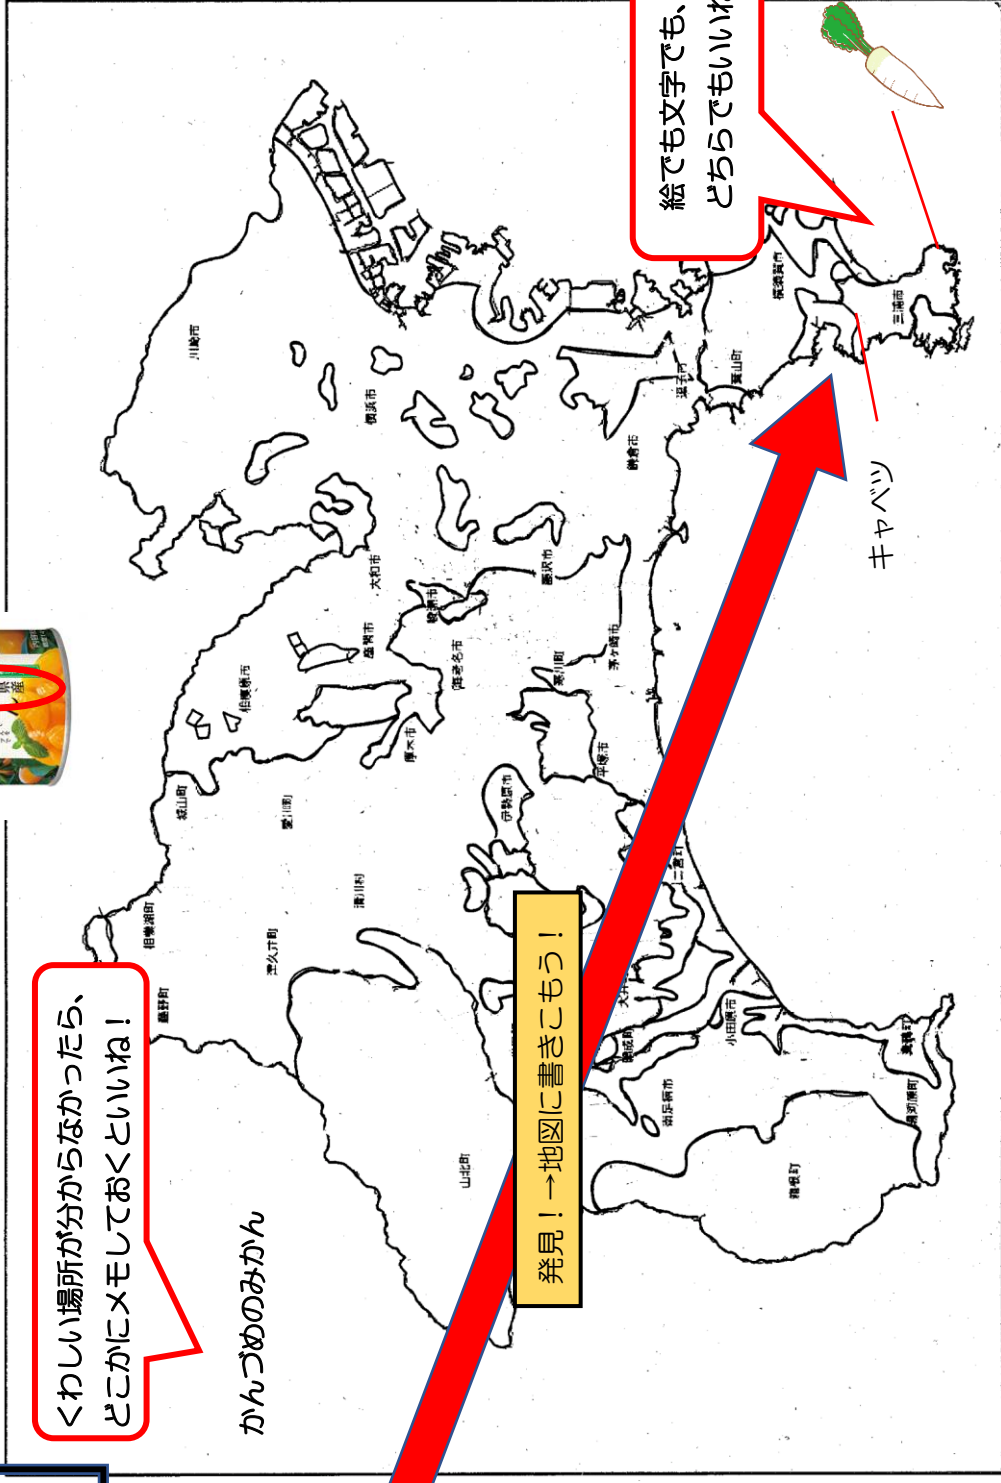 くわしい場所が分からなかったら、
どこかにメモしておくといいね！
かんづめのみかん
県産
発見！→地図に書きこもう！
絵でも文字でも、
どちらでもいいね
キャベツ
川崎市
横浜市
大和市
相模原市
座間市
綾瀬市
海老名市
厚木市
城山町
愛川町
相模湖町
藤野町
津久井町
清川村
山北町
藤沢市
鎌倉市
逗子市
葉山町
横須賀市
三浦市
寒川町
茅ヶ崎市
平塚市
伊勢原市
二宮町
大井
開成町
小田原市
南足柄市
箱根町
真鶴町
湯河原町